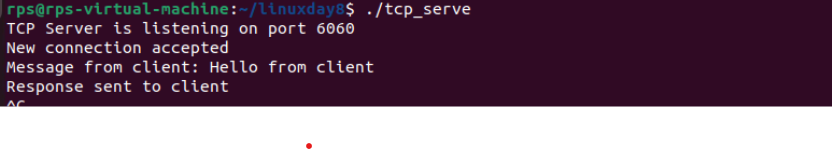 rps@rps-virtual-machine:~/linuxday8$ ./tcp_serve
TCP Server is listening on port 6060
New connection accepted
Message from client: Hello from client
Response sent to client
^C